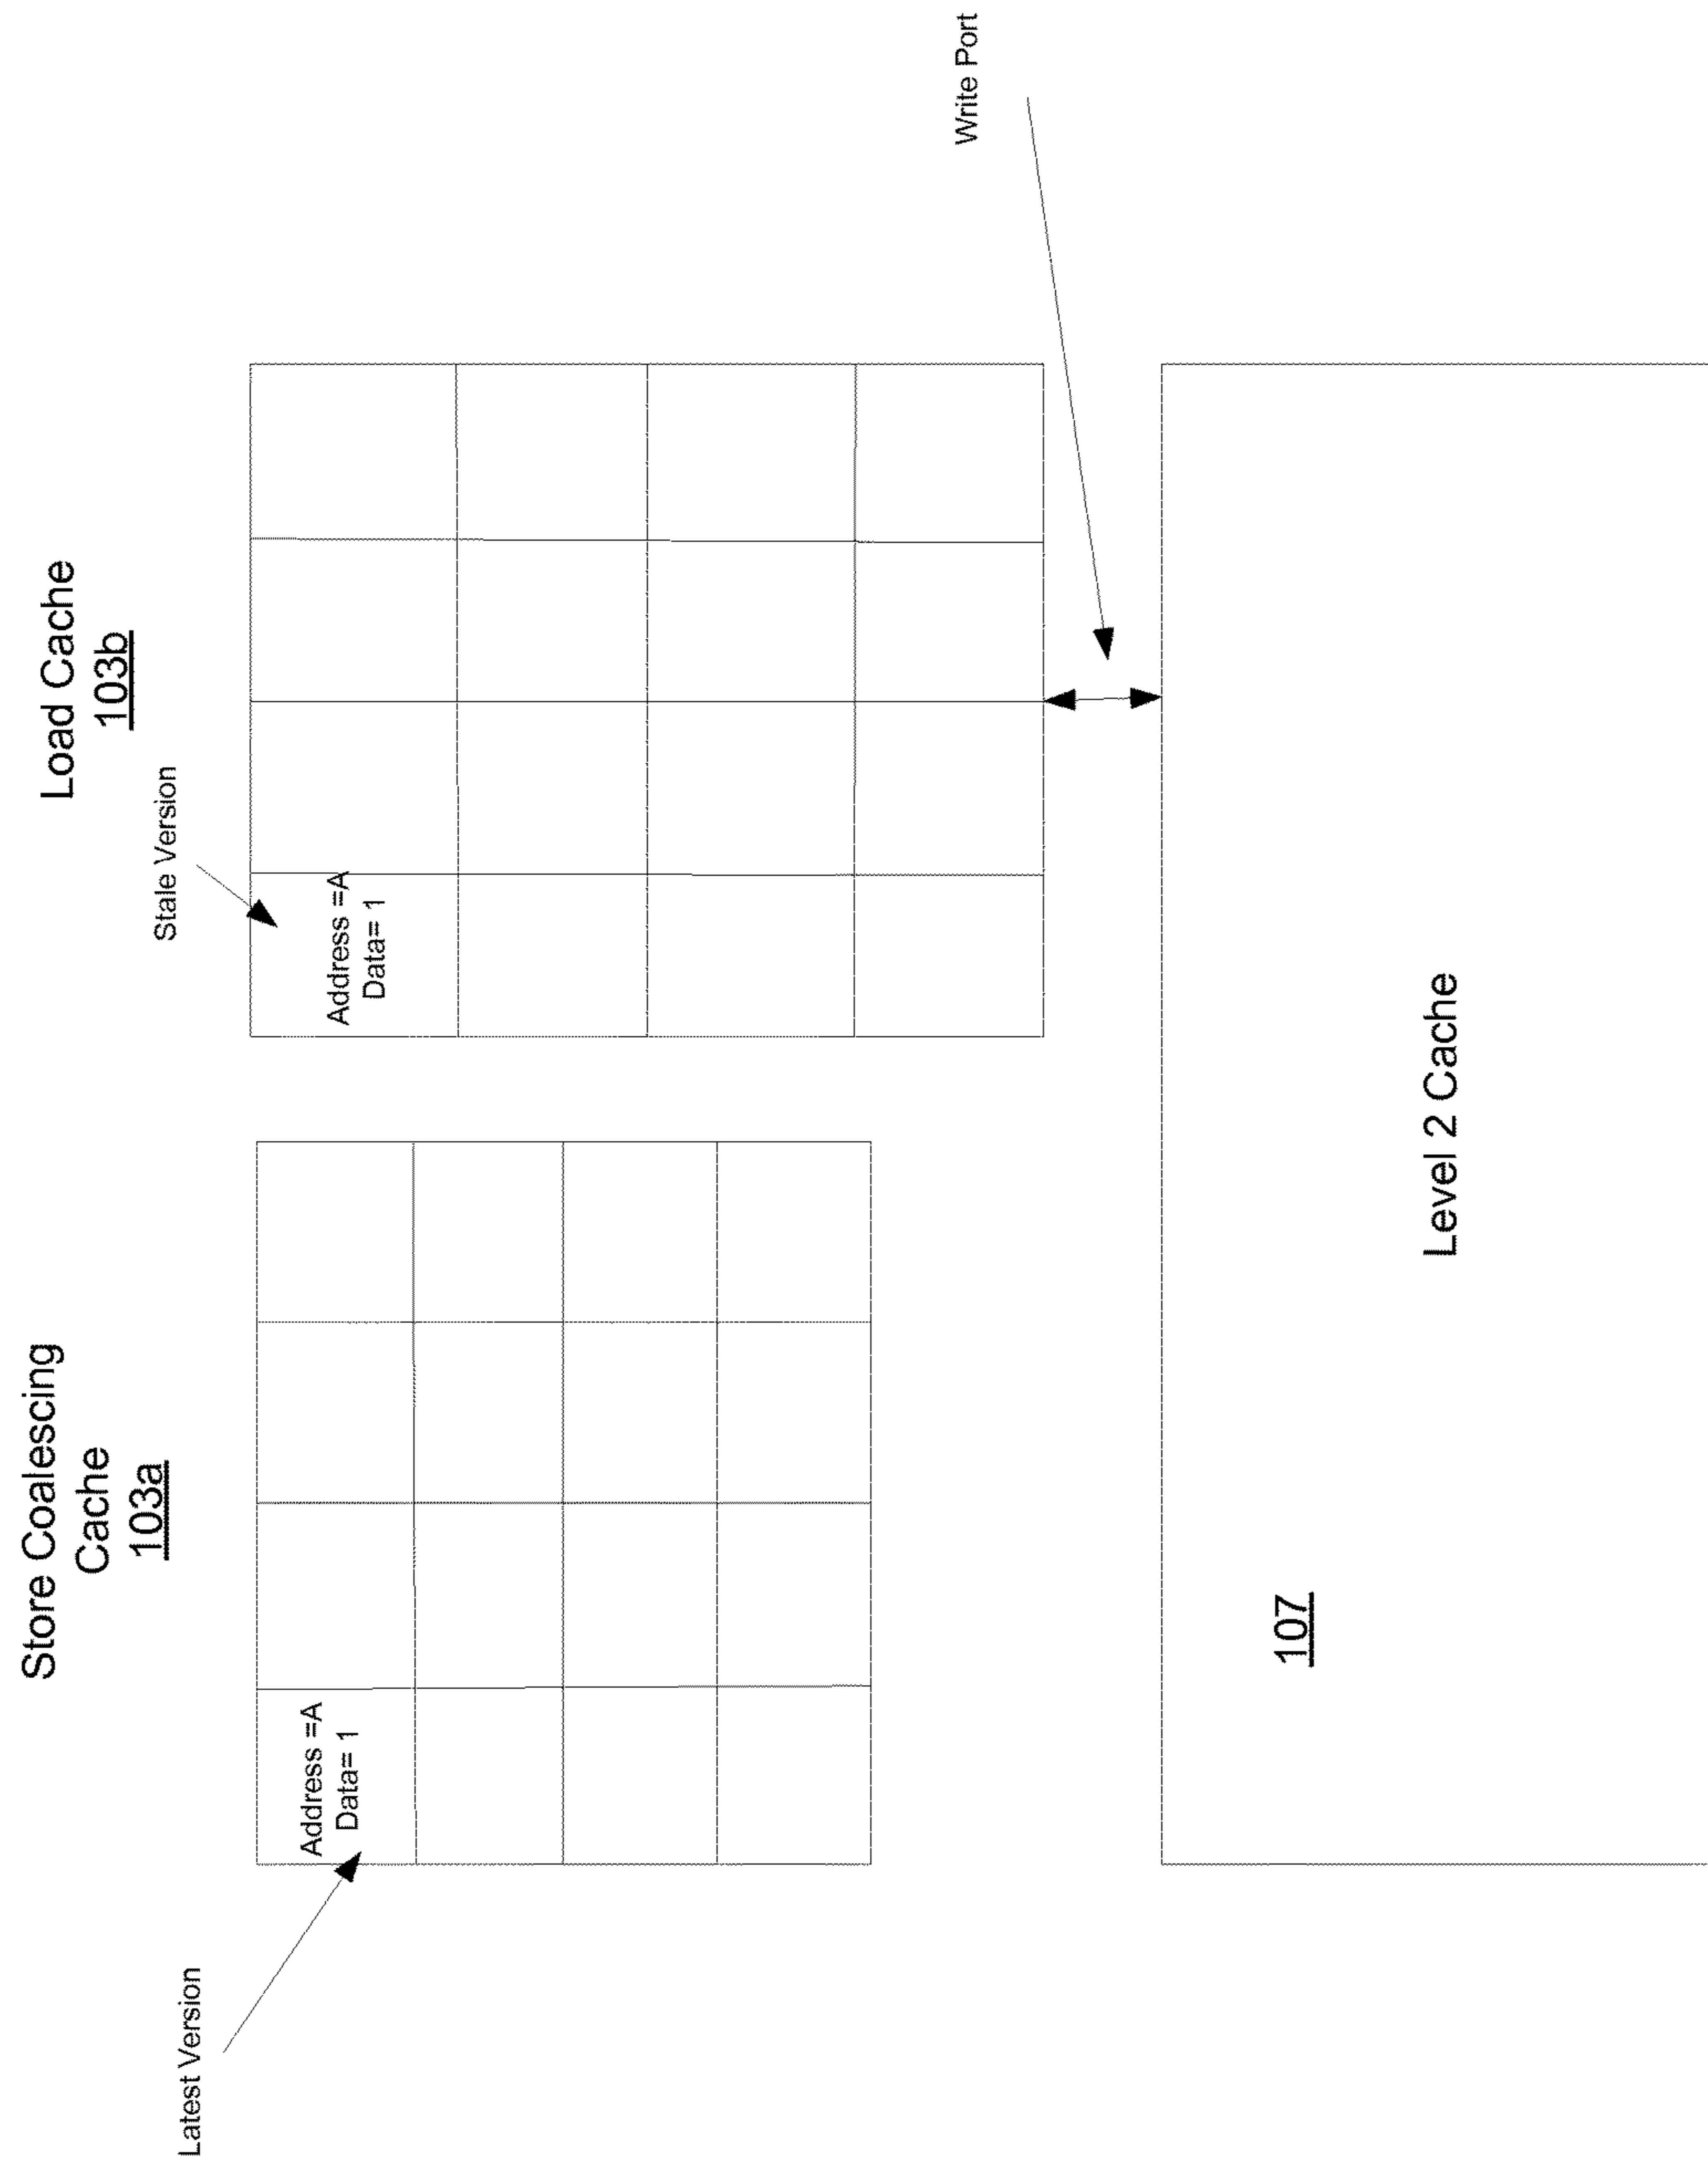 Store Coalescing
Cache
103a
Load Cache
103b
Latest Version
Stale Version
Address =A
Data= 1
Address =A
Data= 1
Write Port
107
Level 2 Cache